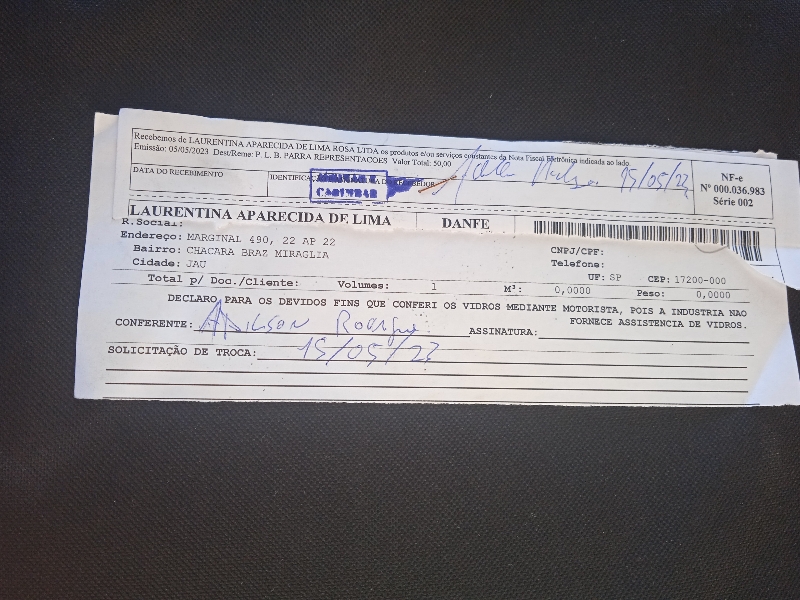 Recebemos de LAURENTINA APARECIDA DE LIMA ROSA LTDA os produtos e/ou serviços constantes da Nota Fiscal Eletrônica indicada ao lado
Emissão: 05/05/2023 Dest/Reme: P. L. B. PARRA REPRESENTACOES Valor Total: 50,00
DATA DO RECEBIMENTO
CARIMBAR
15/05/23
NF-e
Nº 000.036.983
Série 002
LAURENTINA APARECIDA DE LIMA
DANFE
R.Social:
Endereço: MARGINAL 490, 22 AP 22
Bairro: CHACARA BRAZ MIRAGLIA
Cidade: JAU
CNPJ/CPF:
Telefone:
UF: SP CEP: 17200-000
Total p/ Doc./Cliente: Volumes: 1 M³: 0,0000 Peso: 0,0000
DECLARO PARA OS DEVIDOS FINS QUE CONFERI OS VIDROS MEDIANTE MOTORISTA, POIS A INDUSTRIA NAO
FORNECE ASSISTENCIA DE VIDROS.
CONFERENTE: ASSINATURA:
SOLICITAÇÃO DE TROCA: 15/05/23